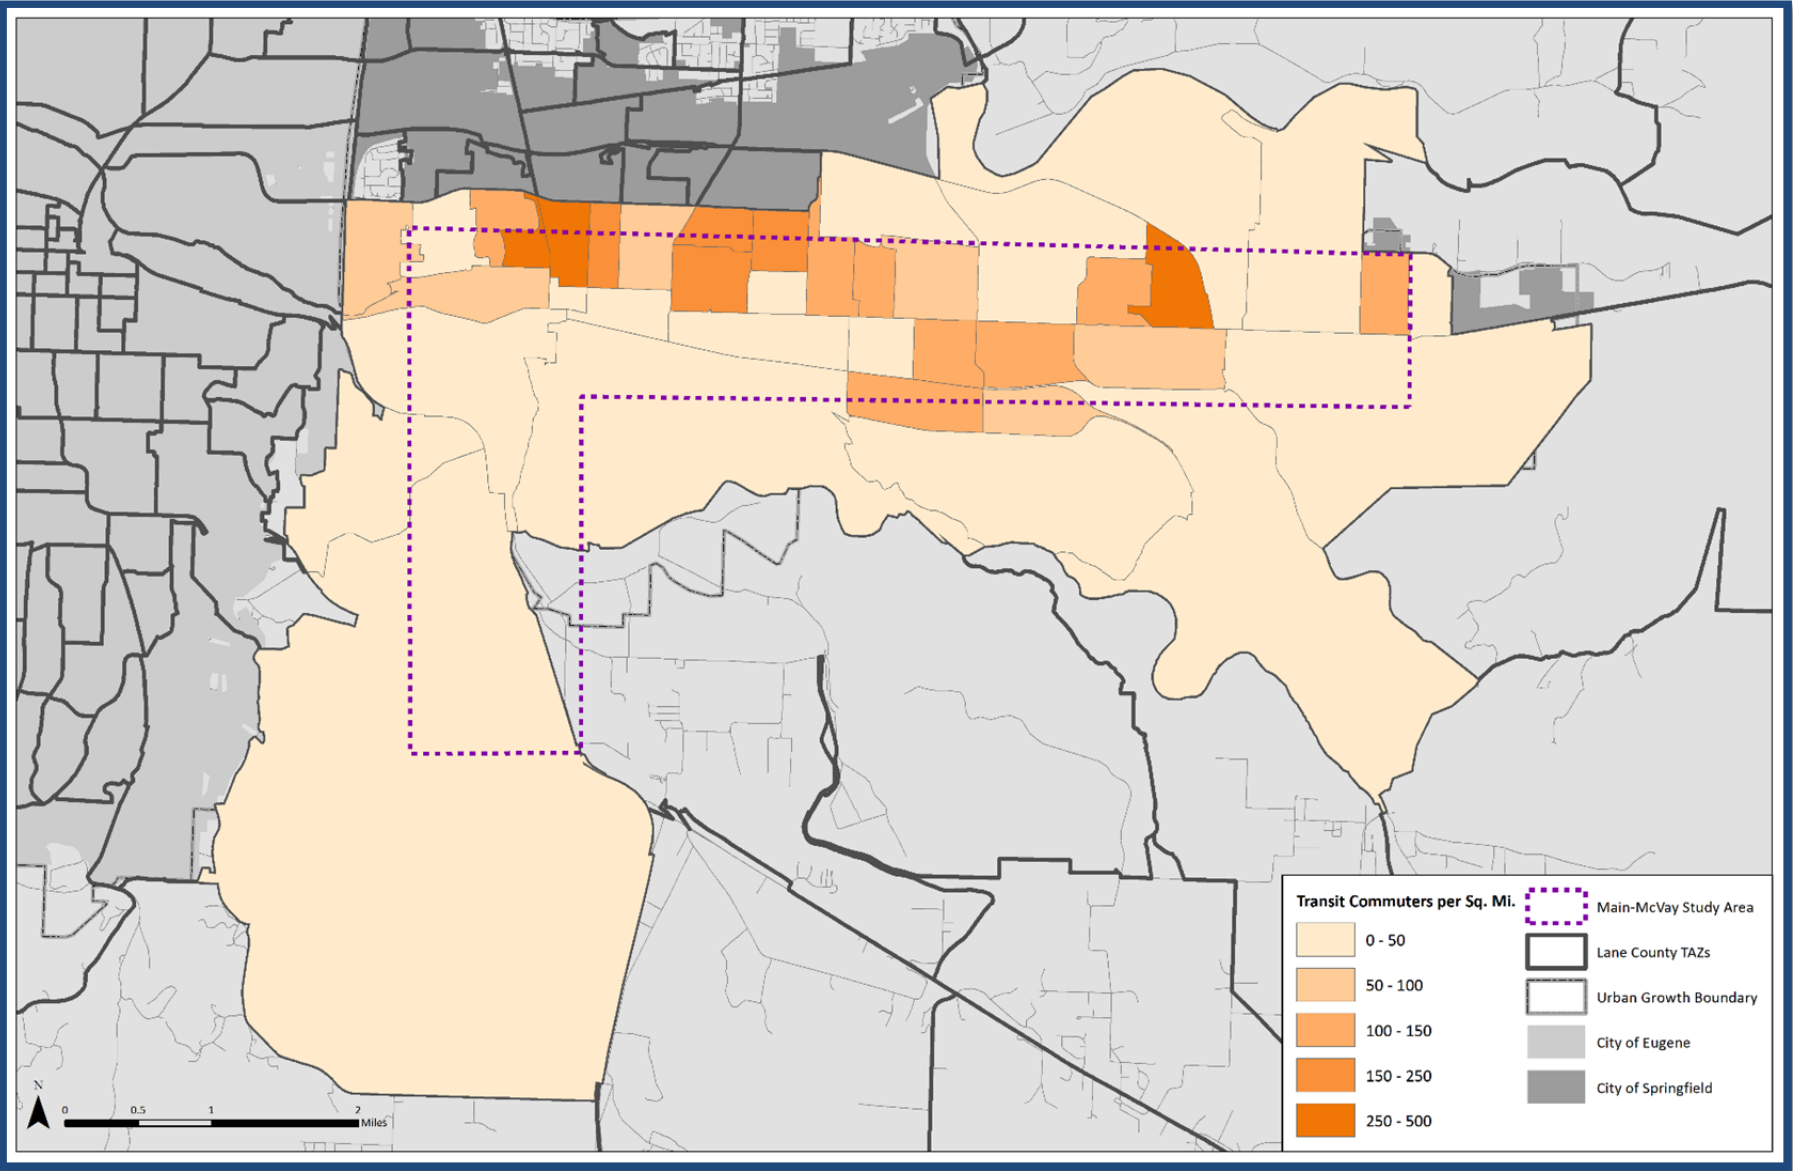 Transit Commuters per Sq. Mi.
0 - 50
50 - 100
100 - 150
150 - 250
250 - 500
Main-McVay Study Area
Lane County TAZs
Urban Growth Boundary
City of Eugene
City of Springfield
N
0 0.5 1 2
Miles